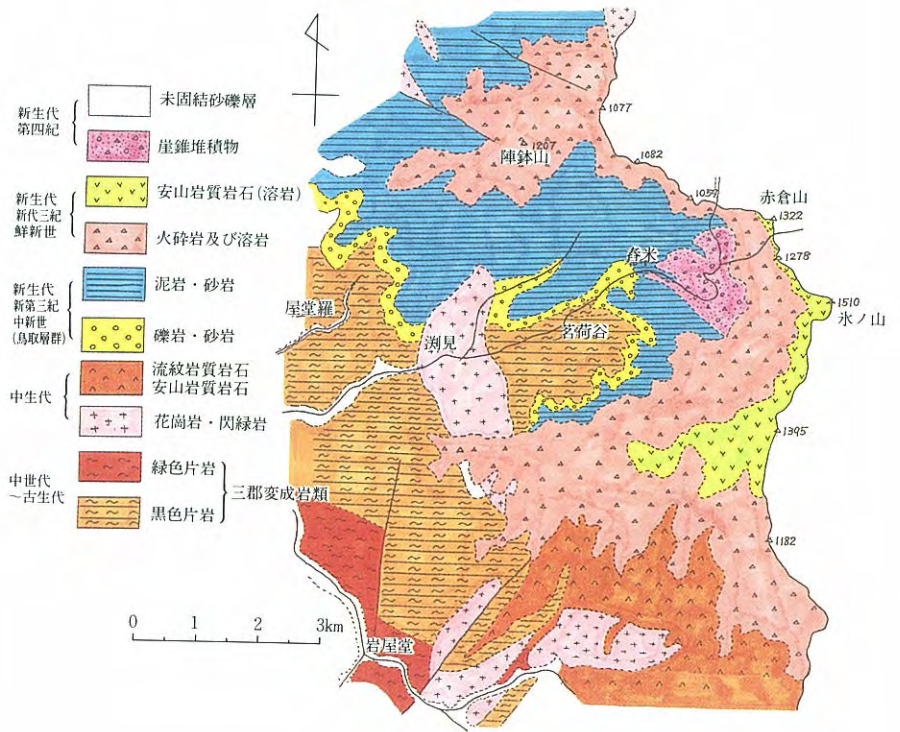 新生代
第四紀
未固結砂礫層
崖錐堆積物
新生代
新代三紀
鮮新世
安山岩質岩石(溶岩)
火砕岩及び溶岩
新生代
新第三紀
中新世
(鳥取層群)
泥岩・砂岩
礫岩・砂岩
中生代
流紋岩質岩石
安山岩質岩石
花崗岩・閃緑岩
中世代
~古生代
緑色片岩
黒色片岩
三郡変成岩類
0 1 2 3km
1077
1207
陣鉢山
1082
1057
赤倉山
1322
1278
舂米
1510
氷ノ山
屋堂羅
渕見
茗荷谷
1395
1182
岩屋堂